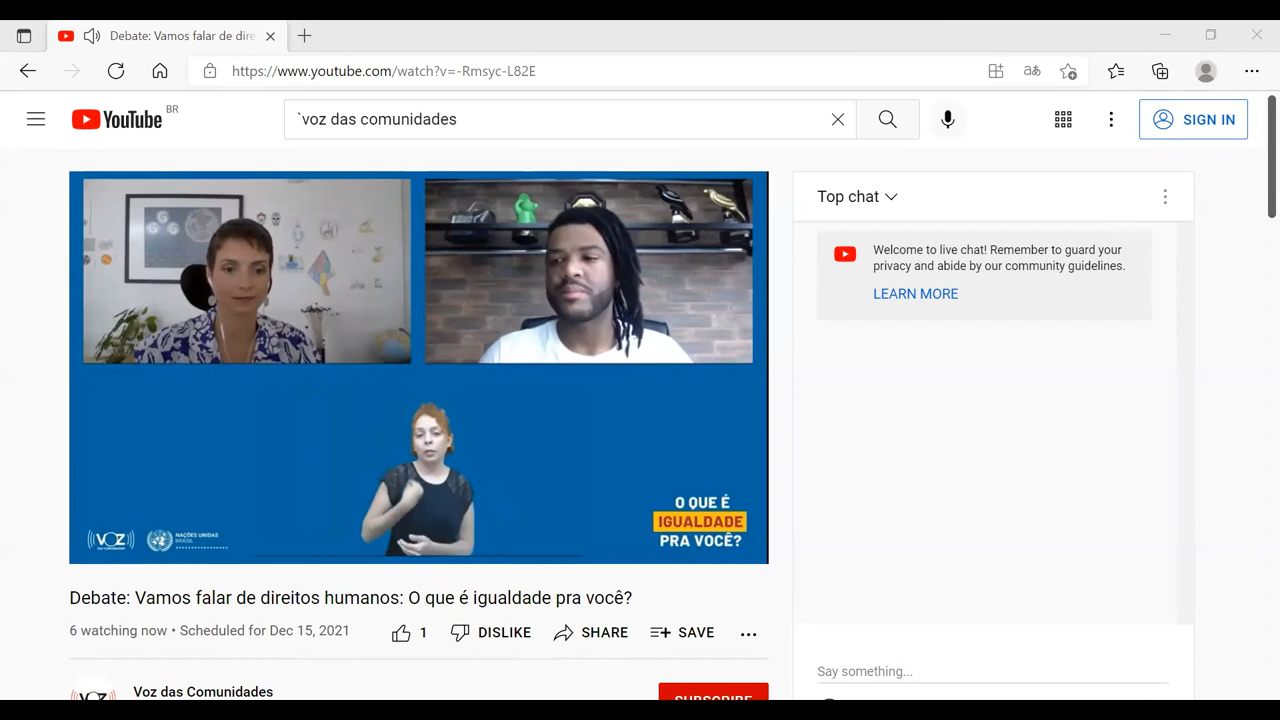 Debate: Vamos falar de dire
https://www.youtube.com/watch?v=-Rmsyc-L82E
YouTube BR
`voz das comunidades
SIGN IN
Top chat
Welcome to live chat! Remember to guard your
privacy and abide by our community guidelines.
LEARN MORE
VOZ
DAS COMUNIDADES
NAÇÕES UNIDAS
BRASIL
O QUE É
IGUALDADE
PRA VOCÊ?
Debate: Vamos falar de direitos humanos: O que é igualdade pra você?
6 watching now • Scheduled for Dec 15, 2021
1
DISLIKE
SHARE
SAVE
Say something...
Voz das Comunidades
SUBSCRIBE